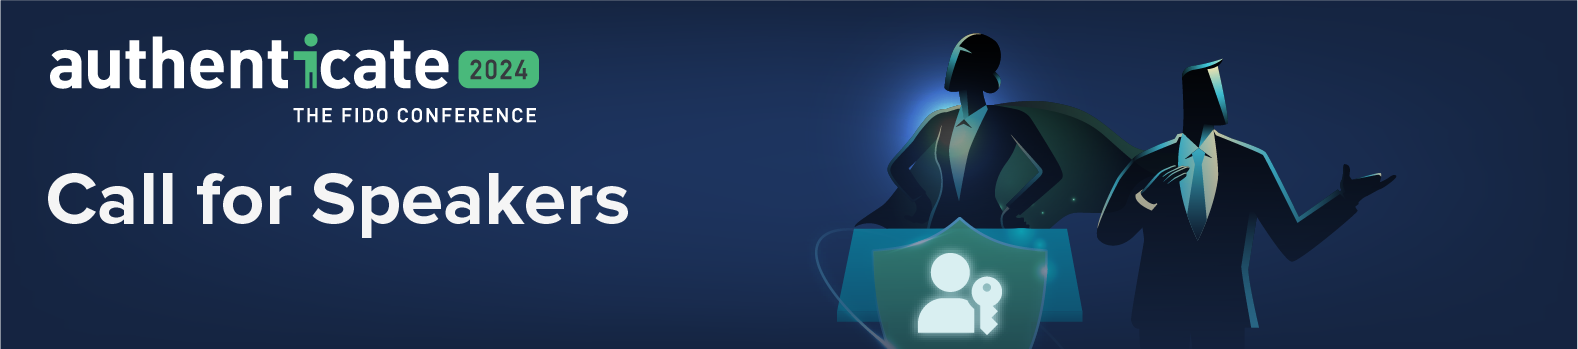 authenticate 2024
THE FIDO CONFERENCE
Call for Speakers